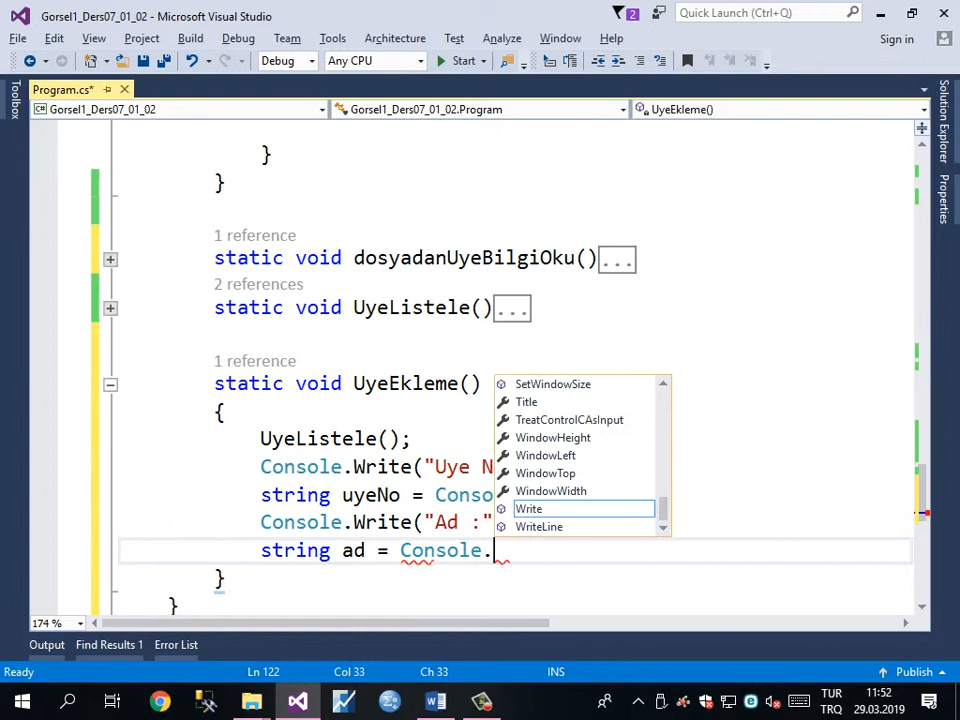 Gorsel1_Ders07_01_02 - Microsoft Visual Studio
2
Quick Launch (Ctrl+Q)
File Edit View Project Build Debug Team Tools Architecture Test Analyze Window Help
Sign in
Debug Any CPU Start
Program.cs*
Toolbox
Gorsel1_Ders07_01_02
Gorsel1_Ders07_01_02.Program
UyeEkleme()
Solution Explorer
Properties
}
}
1 reference
static void dosyadanUyeBilgiOku()...
2 references
static void UyeListele()...
1 reference
static void UyeEkleme()
{
UyeListele();
Console.Write("Uye N
string uyeNo = Conso
Console.Write("Ad :"
string ad = Console.
}
}
SetWindowSize
Title
TreatControlCAsInput
WindowHeight
WindowLeft
WindowTop
WindowWidth
Write
WriteLine
174 %
Output Find Results 1 Error List
Ready Ln 122 Col 33 Ch 33 INS Publish
TUR
TRQ
11:52
29.03.2019